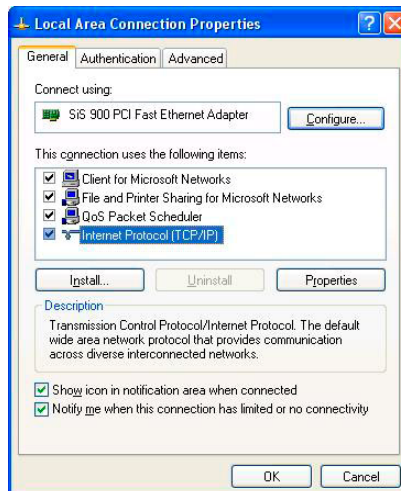 Local Area Connection Properties
General Authentication Advanced
Connect using:
SiS 900 PCI Fast Ethernet Adapter
Configure...
This connection uses the following items:
Client for Microsoft Networks
File and Printer Sharing for Microsoft Networks
QoS Packet Scheduler
Internet Protocol (TCP/IP)
Install... Uninstall Properties
Description
Transmission Control Protocol/Internet Protocol. The default
wide area network protocol that provides communication
across diverse interconnected networks.
Show icon in notification area when connected
Notify me when this connection has limited or no connectivity
OK Cancel